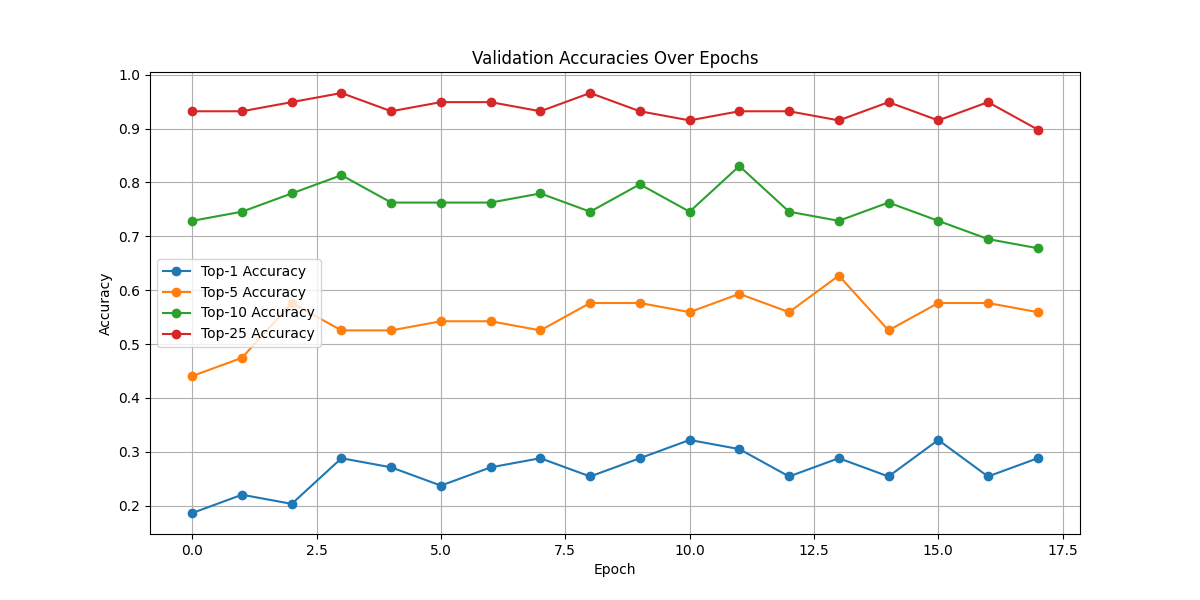 Validation Accuracies Over Epochs
1.0
0.9
0.8
0.7
0.6
0.5
0.4
0.3
0.2
Accuracy
Top-1 Accuracy
Top-5 Accuracy
Top-10 Accuracy
Top-25 Accuracy
0.0 2.5 5.0 7.5 10.0 12.5 15.0 17.5
Epoch